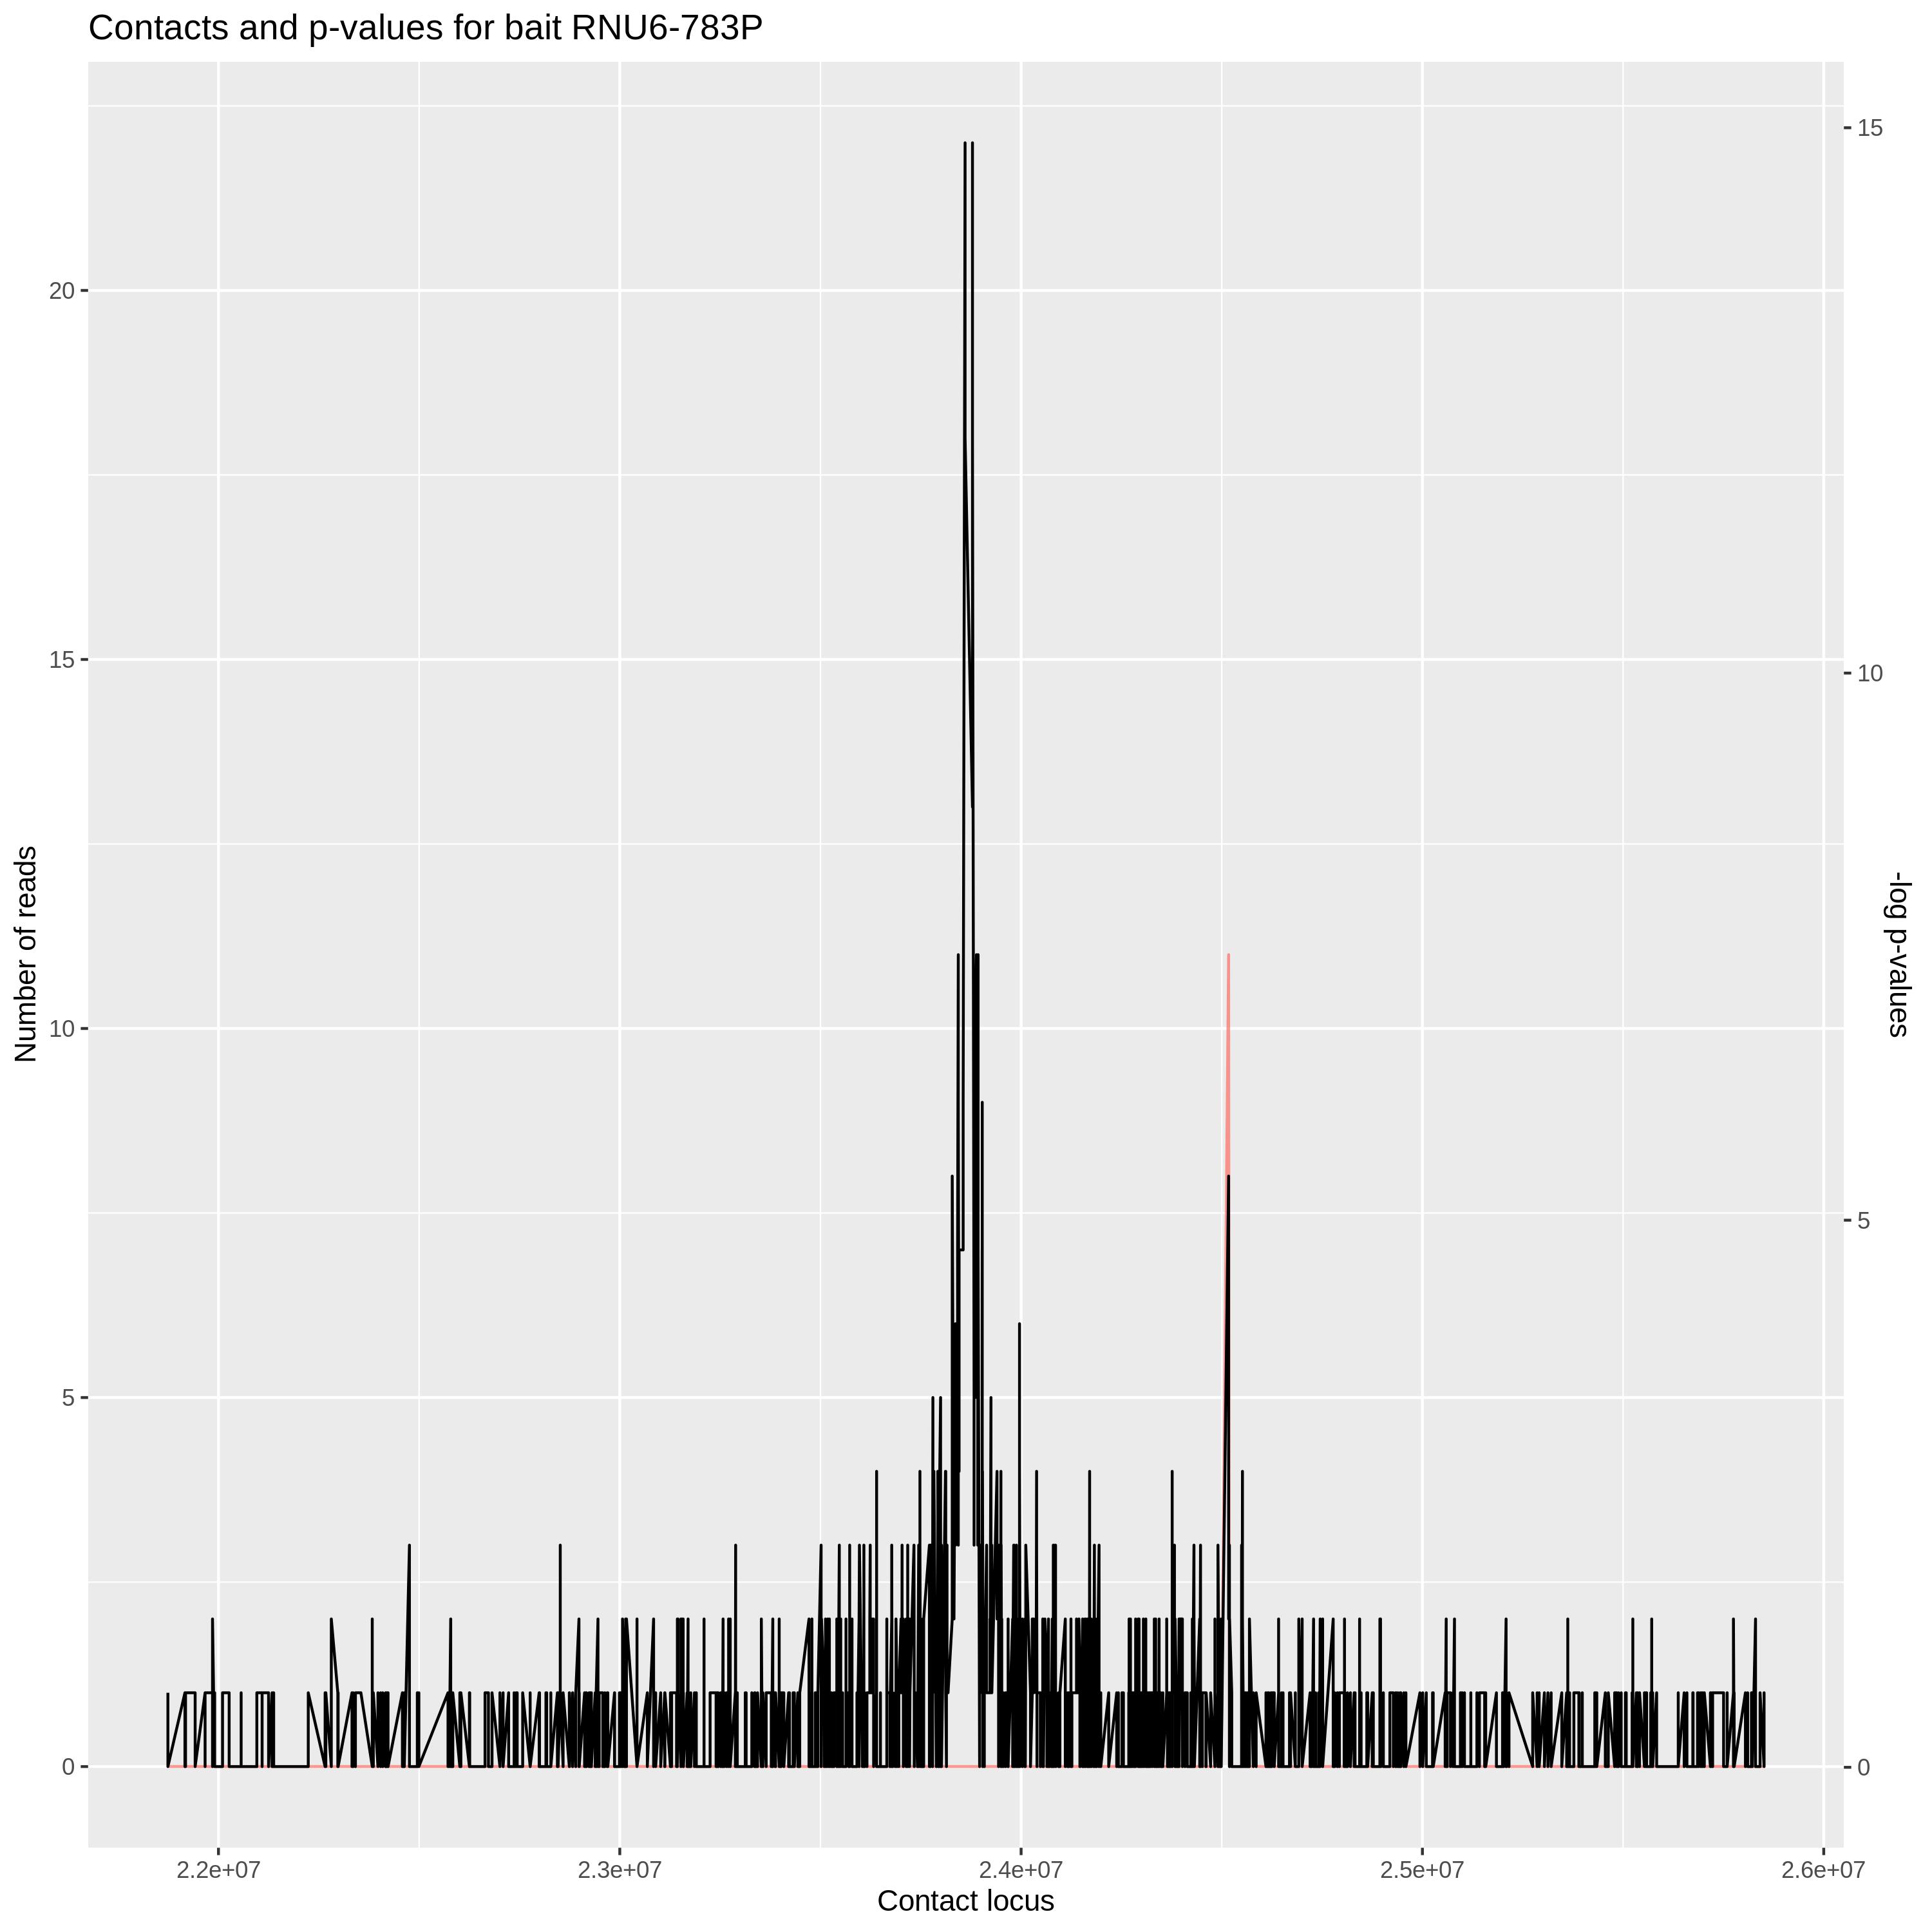 Contacts and p-values for bait RNU6-783P
Number of reads
20
15
10
5
0
15
10
5
0
-log p-values
2.2e+07
2.3e+07
2.4e+07
2.5e+07
2.6e+07
Contact locus